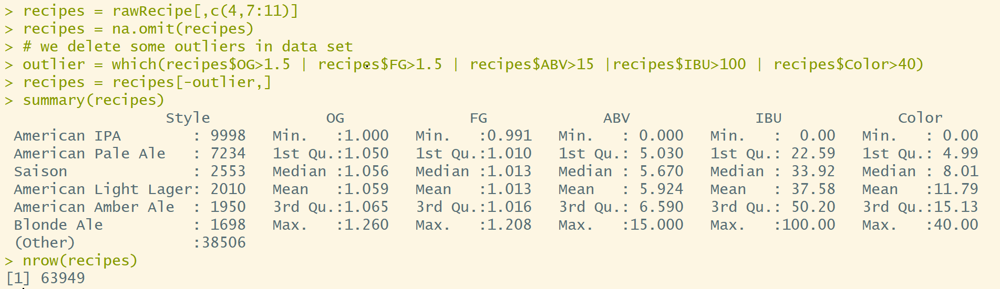 > recipes = rawRecipe[,c(4,7:11)]
> recipes = na.omit(recipes)
> # we delete some outliers in data set
> outlier = which(recipes$OG>1.5 | recipes$FG>1.5 | recipes$ABV>15 |recipes$IBU>100 | recipes$Color>40)
> recipes = recipes[-outlier,]
> summary(recipes)
                  Style             OG              FG             ABV              IBU             Color
 American IPA        : 9998   Min.   :1.000   Min.   :0.991   Min.   : 0.000   Min.   :  0.00   Min.   : 0.00
 American Pale Ale   : 7234   1st Qu.:1.050   1st Qu.:1.010   1st Qu.: 5.030   1st Qu.: 22.59   1st Qu.: 4.99
 Saison              : 2553   Median :1.056   Median :1.013   Median : 5.670   Median : 33.92   Median : 8.01
 American Light Lager: 2010   Mean   :1.059   Mean   :1.013   Mean   : 5.924   Mean   : 37.58   Mean   :11.79
 American Amber Ale  : 1950   3rd Qu.:1.065   3rd Qu.:1.016   3rd Qu.: 6.590   3rd Qu.: 50.20   3rd Qu.:15.13
 Blonde Ale          : 1698   Max.   :1.260   Max.   :1.208   Max.   :15.000   Max.   :100.00   Max.   :40.00
 (Other)             :38506
> nrow(recipes)
[1] 63949